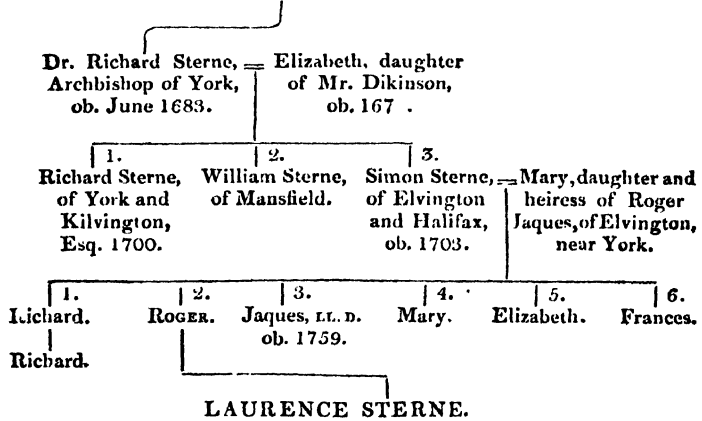 Dr. Richard Sterne, = Elizabeth, daughter
Archbishop of York, of Mr. Dikinson,
ob. June 1683. ob. 167 .
1. 2. 3.
Richard Sterne, William Sterne, Simon Sterne, = Mary, daughter and
of York and of Mansfield. of Elvington heiress of Roger
Kilvington, and Halifax, Jaques, of Elvington,
Esq. 1700. ob. 1703. near York.
1. 2. 3. 4. 5. 6.
Richard. ROGER. Jaques, LL. D. Mary. Elizabeth. Frances.
ob. 1759.
Richard.
LAURENCE STERNE.